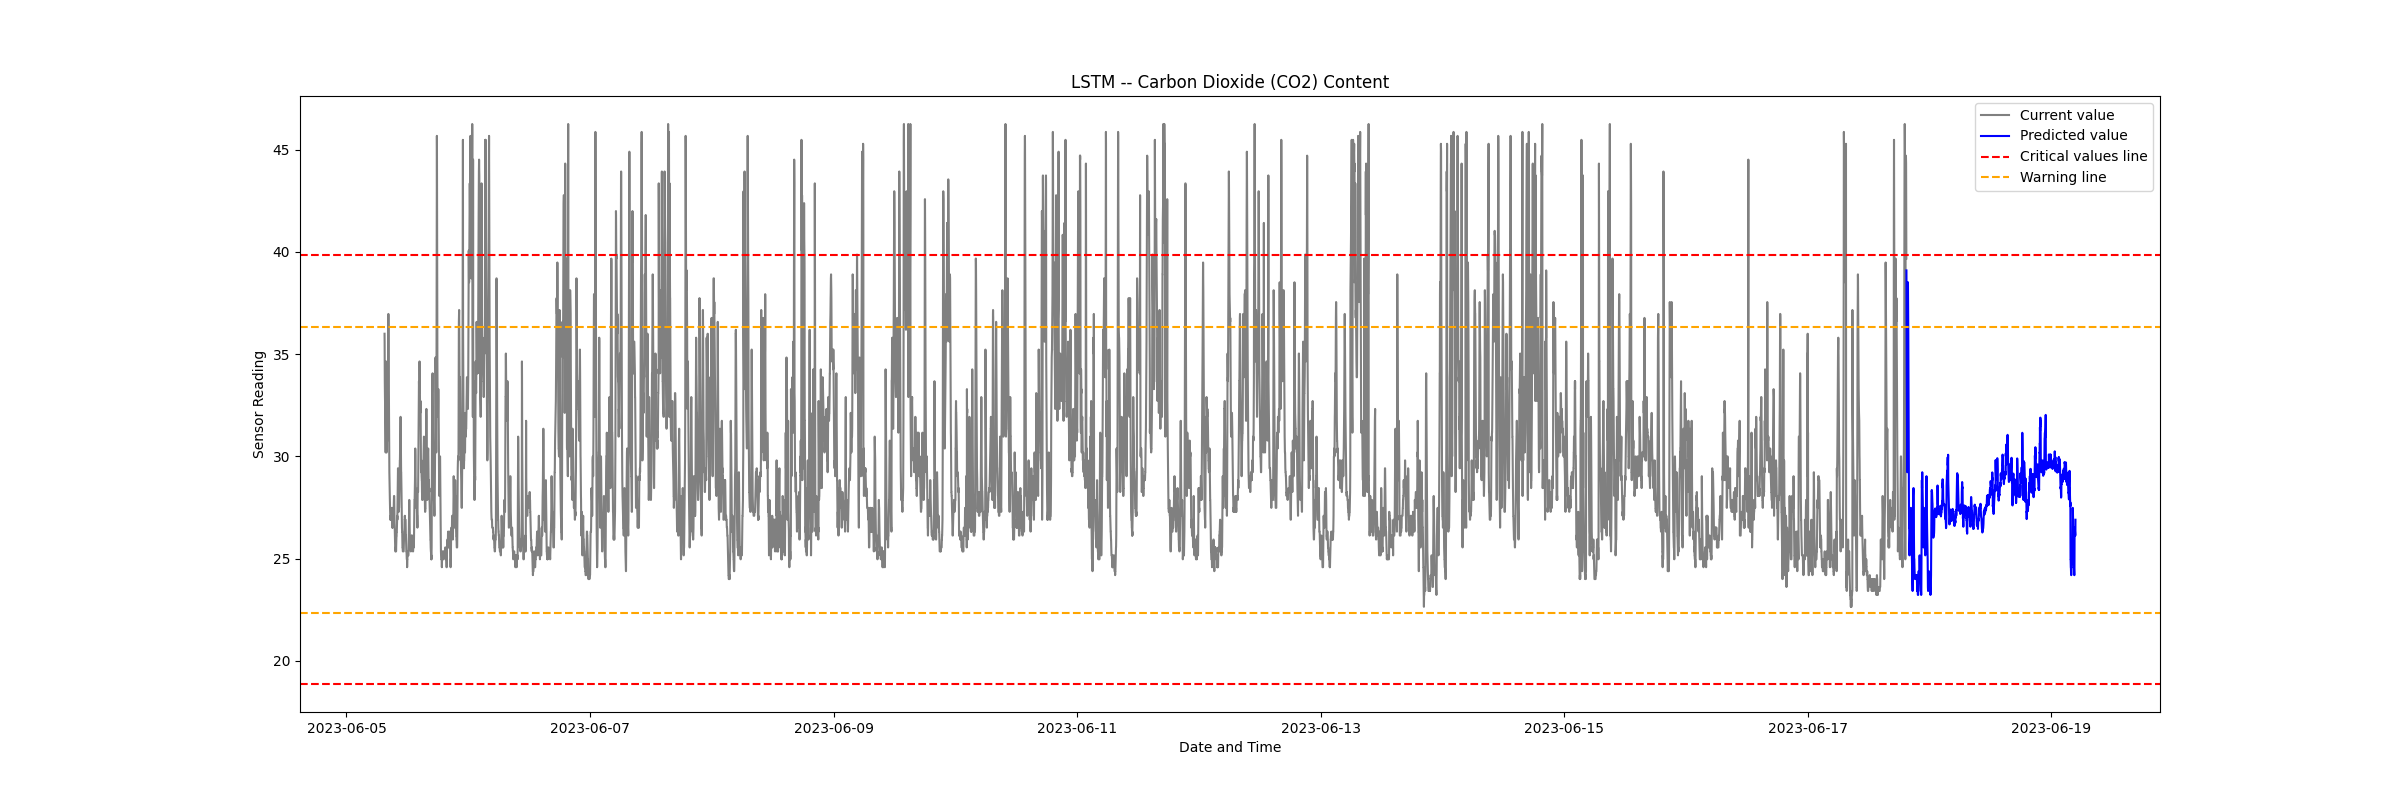 LSTM -- Carbon Dioxide (CO2) Content
Current value
Predicted value
Critical values line
Warning line
45
40
35
30
25
20
Sensor Reading
2023-06-05
2023-06-07
2023-06-09
2023-06-11
2023-06-13
2023-06-15
2023-06-17
2023-06-19
Date and Time